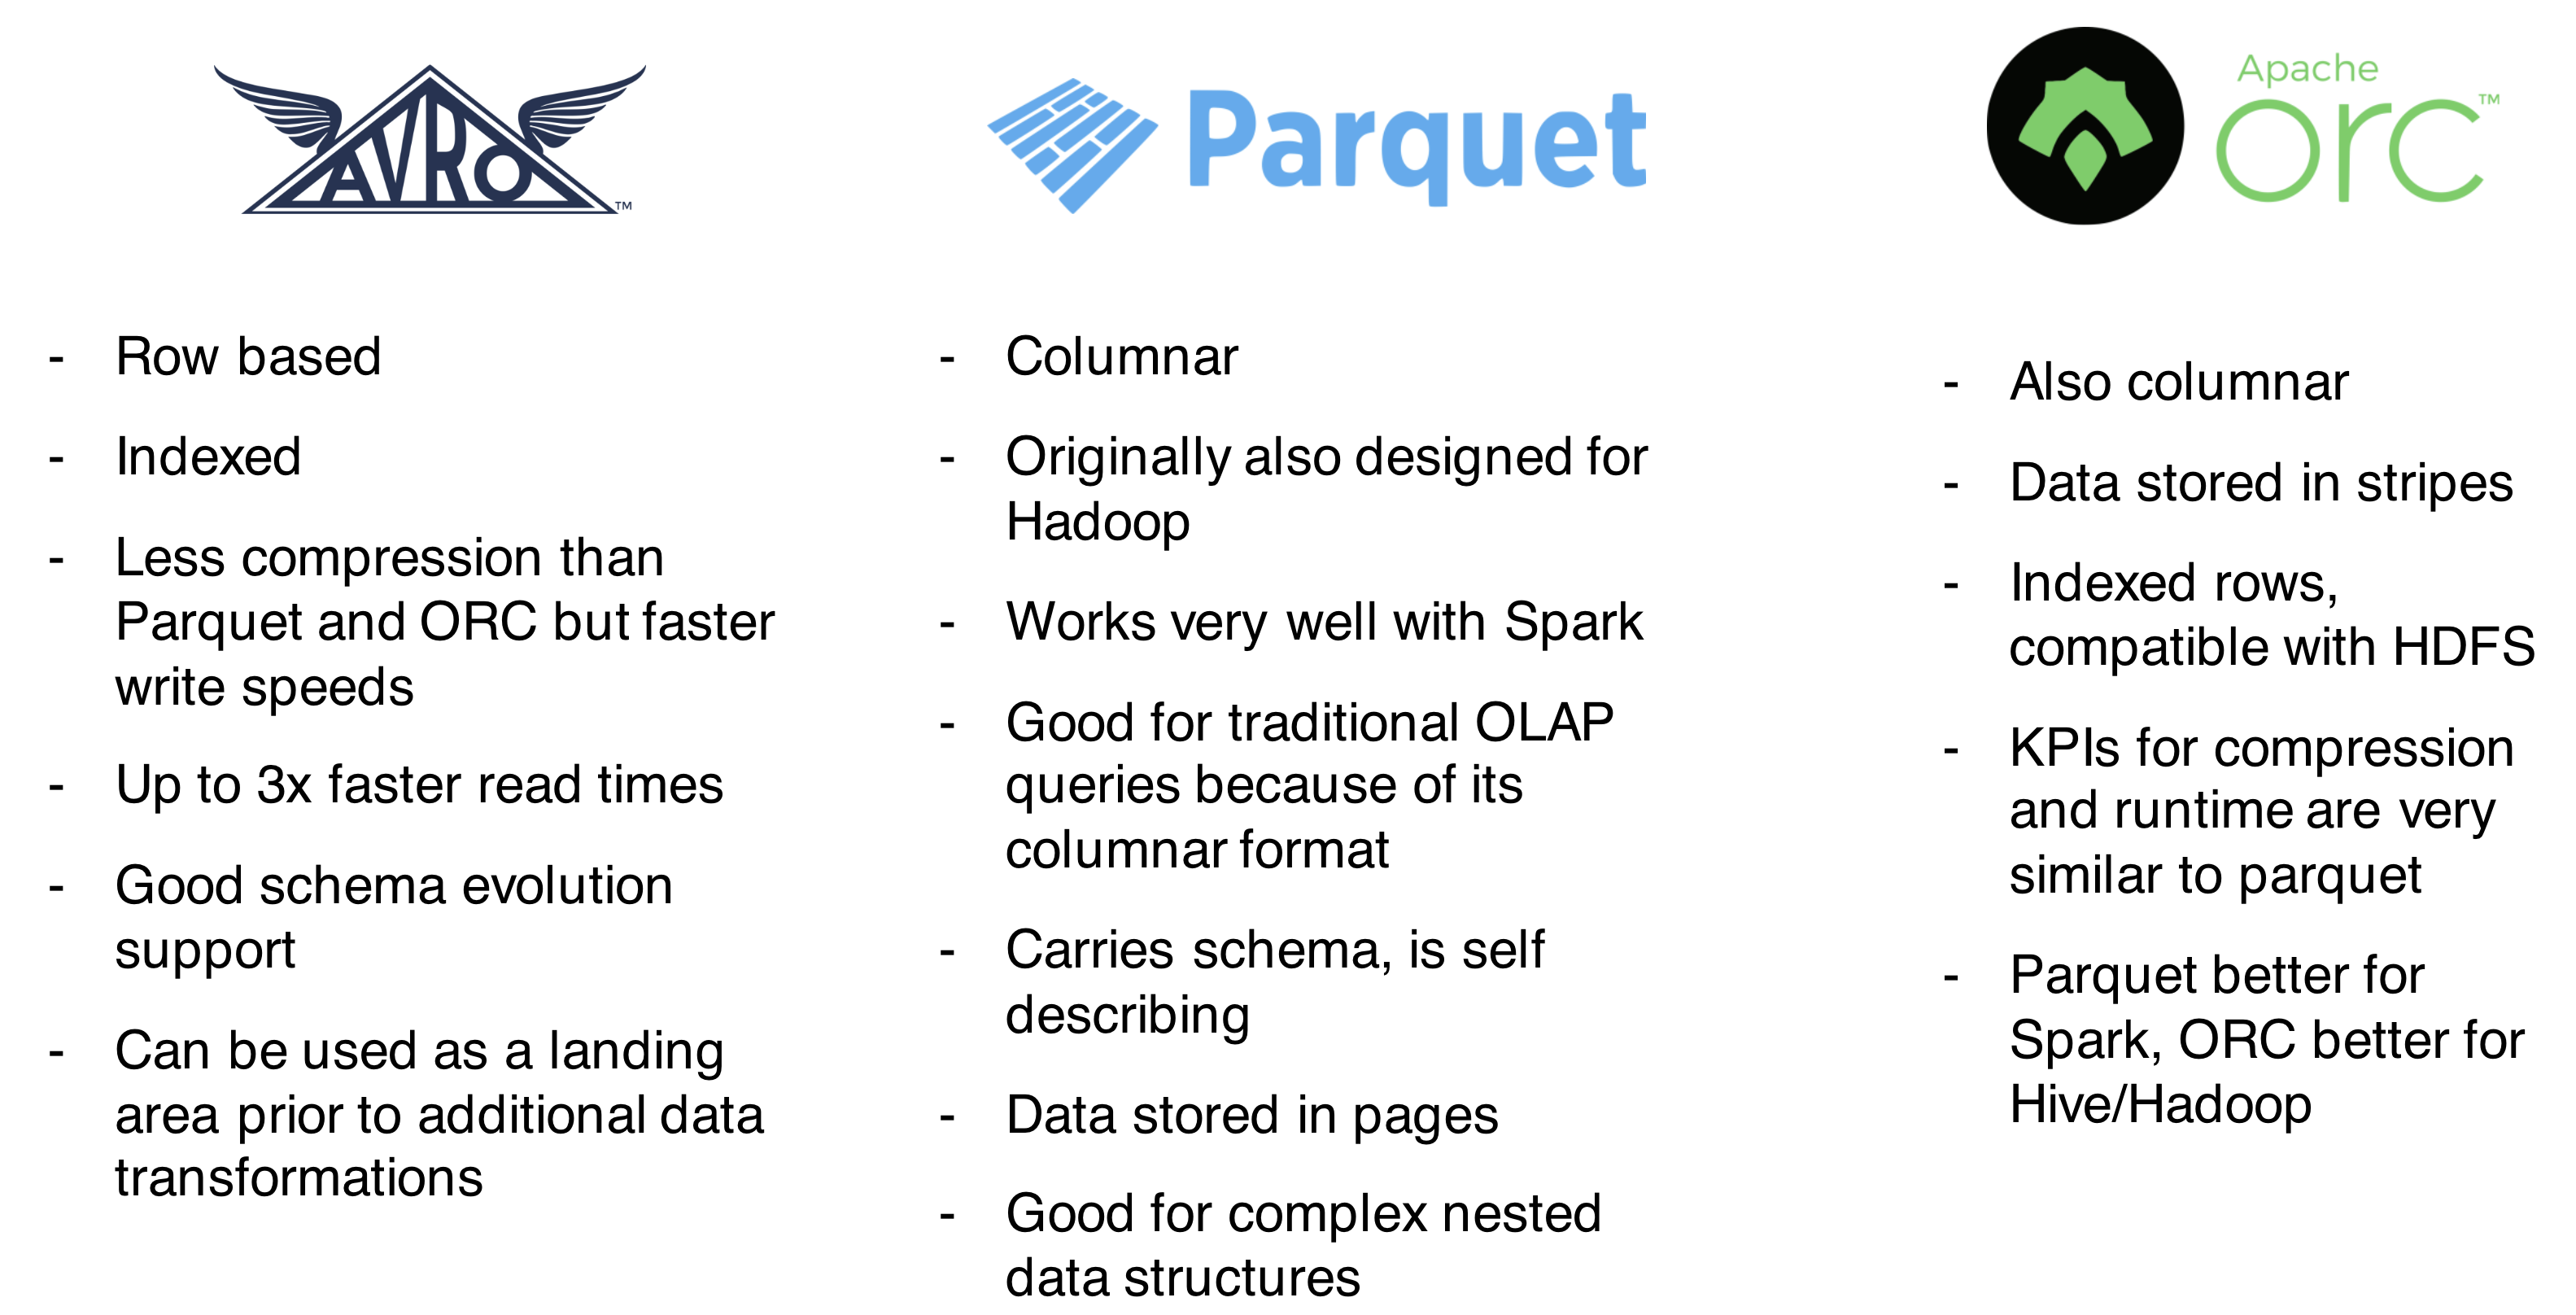 AVRO™
- Row based
- Indexed
- Less compression than
Parquet and ORC but faster
write speeds
- Up to 3x faster read times
- Good schema evolution
support
- Can be used as a landing
area prior to additional data
transformations
Parquet
- Columnar
- Originally also designed for
Hadoop
- Works very well with Spark
- Good for traditional OLAP
queries because of its
columnar format
- Carries schema, is self
describing
- Data stored in pages
- Good for complex nested
data structures
Apache
orc™
- Also columnar
- Data stored in stripes
- Indexed rows,
compatible with HDFS
- KPIs for compression
and runtime are very
similar to parquet
- Parquet better for
Spark, ORC better for
Hive/Hadoop